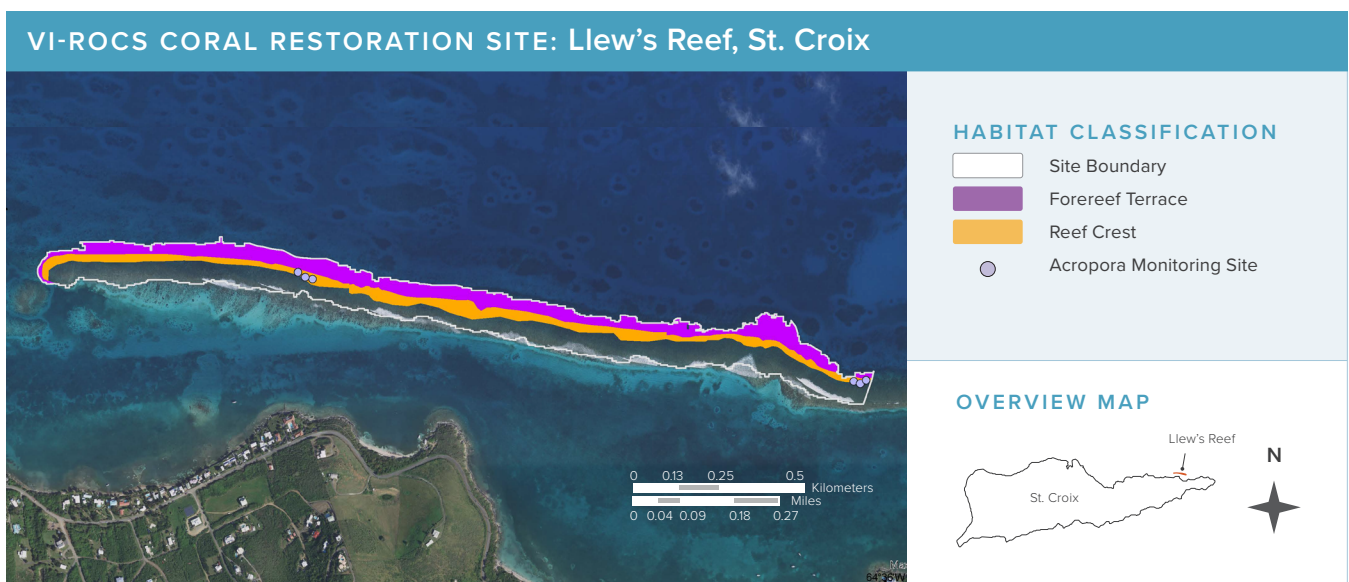 VI-ROCS CORAL RESTORATION SITE: Llew's Reef, St. Croix
HABITAT CLASSIFICATION
Site Boundary
Forereef Terrace
Reef Crest
Acropora Monitoring Site
0 0.13 0.25 0.5
Kilometers
Miles
0 0.04 0.09 0.18 0.27
64°36'W
OVERVIEW MAP
Llew's Reef
N
St. Croix